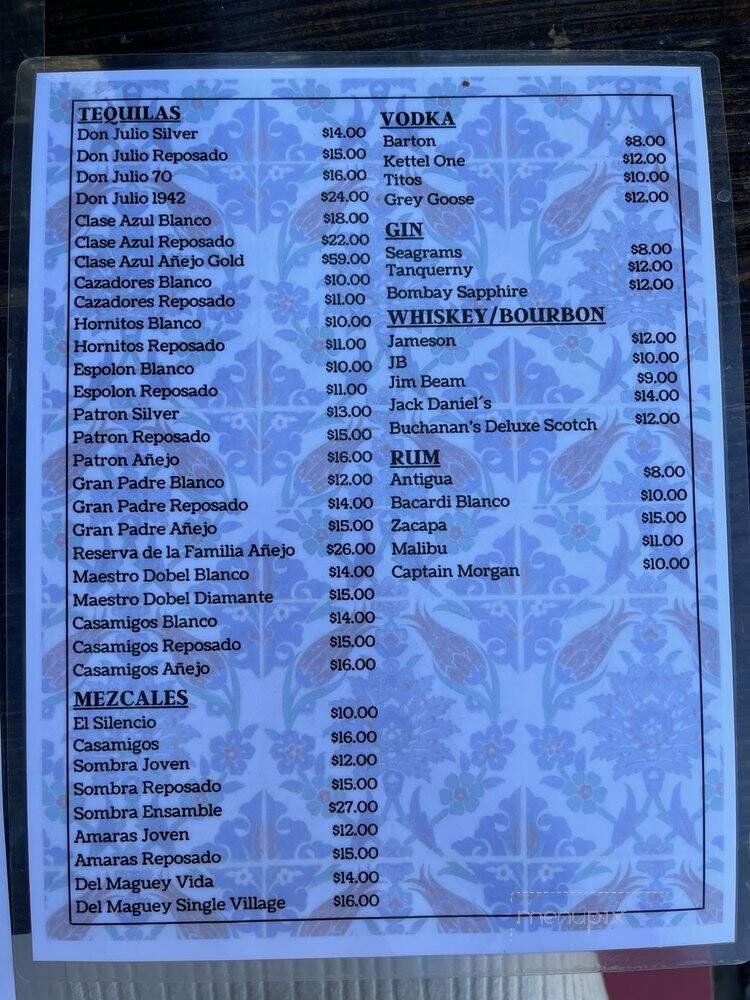 TEQUILAS
Don Julio Silver $14.00
Don Julio Reposado $15.00
Don Julio 70 $16.00
Don Julio 1942 $24.00
Clase Azul Blanco $18.00
Clase Azul Reposado $22.00
Clase Azul Añejo Gold $59.00
Cazadores Blanco $10.00
Cazadores Reposado $11.00
Hornitos Blanco $10.00
Hornitos Reposado $11.00
Espolon Blanco $10.00
Espolon Reposado $11.00
Patron Silver $13.00
Patron Reposado $15.00
Patron Añejo $16.00
Gran Padre Blanco $12.00
Gran Padre Reposado $14.00
Gran Padre Añejo $15.00
Reserva de la Familia Añejo $26.00
Maestro Dobel Blanco $14.00
Maestro Dobel Diamante $15.00
Casamigos Blanco $14.00
Casamigos Reposado $15.00
Casamigos Añejo $16.00
MEZCALES
El Silencio $10.00
Casamigos $16.00
Sombra Joven $12.00
Sombra Reposado $15.00
Sombra Ensamble $27.00
Amaras Joven $12.00
Amaras Reposado $15.00
Del Maguey Vida $14.00
Del Maguey Single Village $16.00
VODKA
Barton $8.00
Kettel One $12.00
Titos $10.00
Grey Goose $12.00
GIN
Seagrams $8.00
Tanquerny $12.00
Bombay Sapphire $12.00
WHISKEY/BOURBON
Jameson $12.00
JB $10.00
Jim Beam $9.00
Jack Daniel´s $14.00
Buchanan's Deluxe Scotch $12.00
RUM
Antigua $8.00
Bacardi Blanco $10.00
Zacapa $15.00
Malibu $11.00
Captain Morgan $10.00
menupix